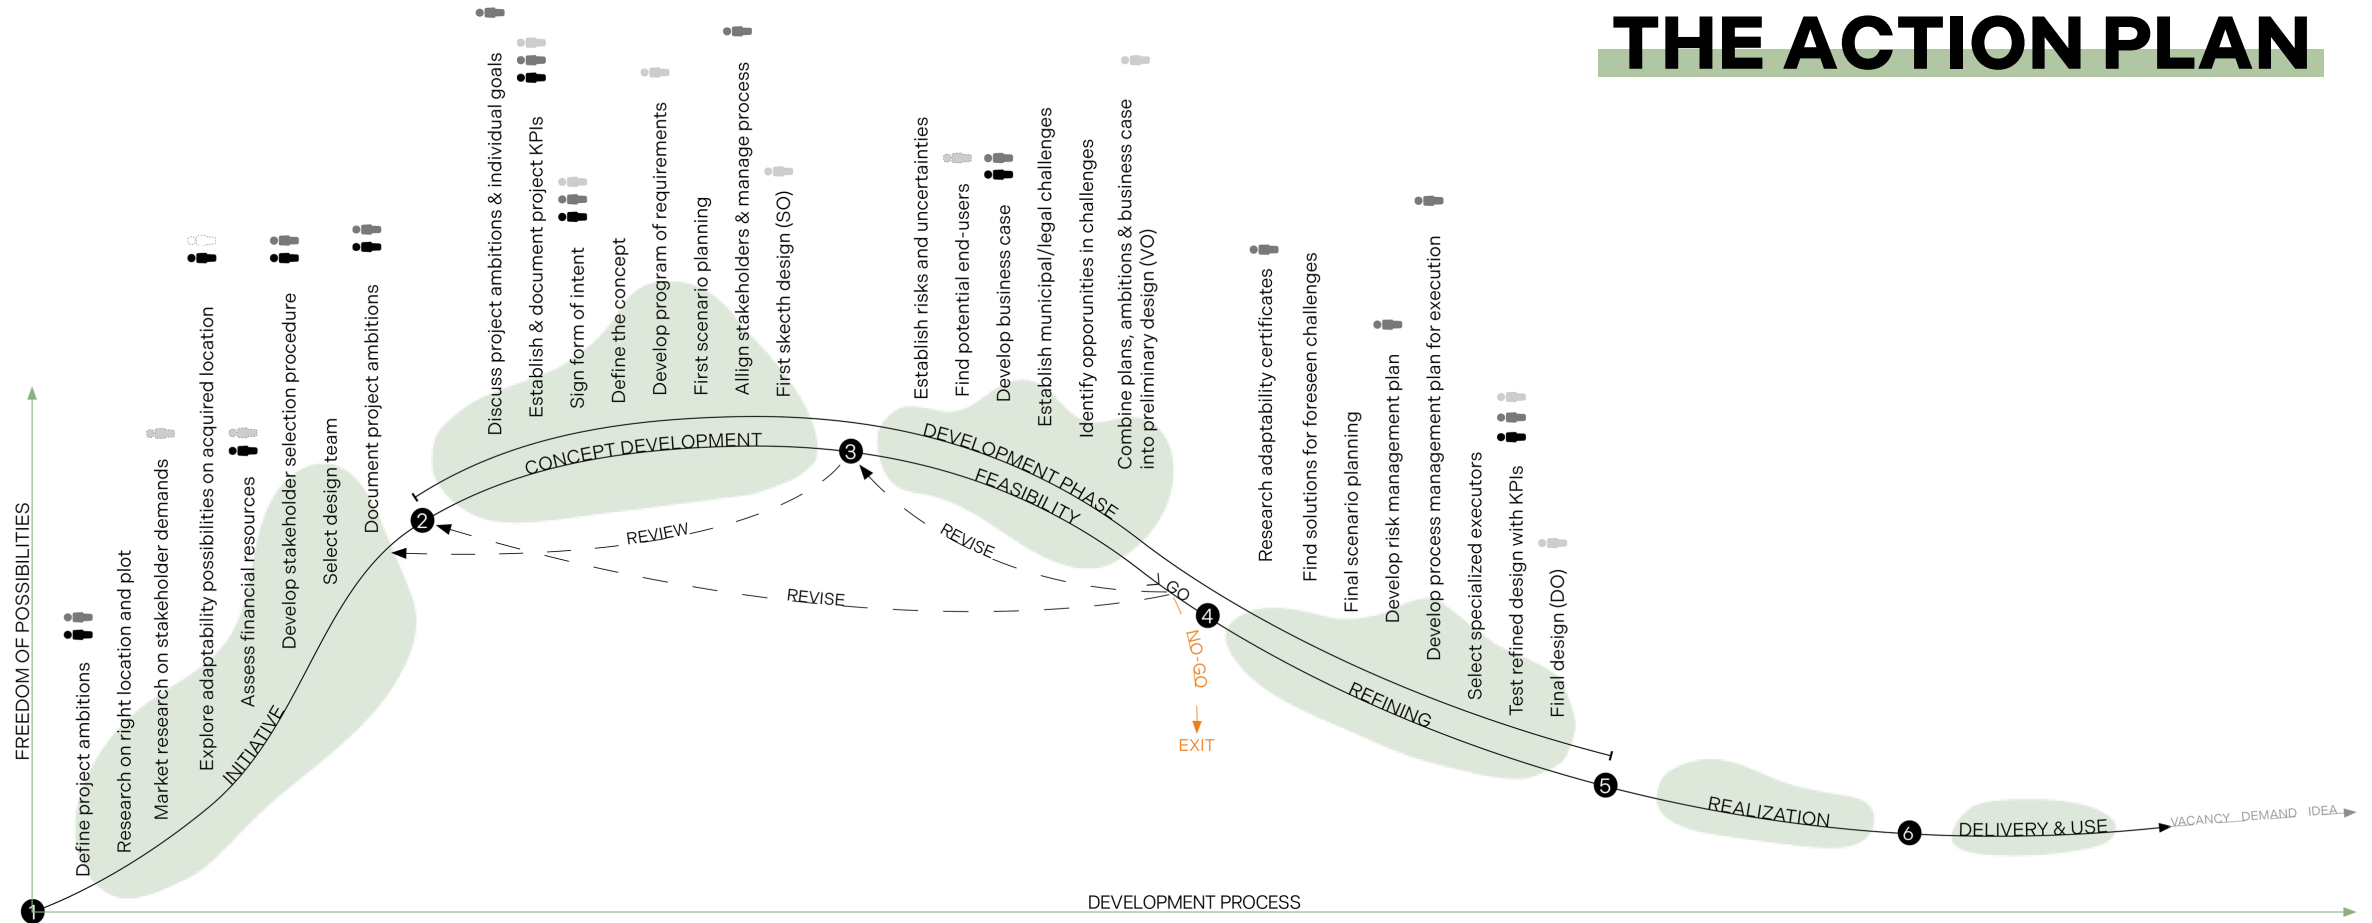 THE ACTION PLAN
FREEDOM OF POSSIBILITIES
1
Define project ambitions
Research on right location and plot
Market research on stakeholder demands
Explore adaptability possibilities on acquired location
Assess financial resources
Develop stakeholder selection procedure
Select design team
Document project ambitions
INITIATIVE
2
Discuss project ambitions & individual goals
Establish & document project KPIs
Sign form of intent
Define the concept
Develop program of requirements
First scenario planning
Allign stakeholders & manage process
First skecth design (SO)
CONCEPT DEVELOPMENT
3
REVIEW
REVISE
REVISE
Establish risks and uncertainties
Find potential end-users
Develop business case
Establish municipal/legal challenges
Identify opportunities in challenges
Combine plans, ambitions & business case
into preliminary design (VO)
DEVELOPMENT PHASE
FEASIBILITY
GO
4
NO-GO
EXIT
Research adaptability certificates
Find solutions for foreseen challenges
Final scenario planning
Develop risk management plan
Develop process management plan for execution
Select specialized executors
Test refined design with KPIs
Final design (DO)
REFINING
5
REALIZATION
6
DELIVERY & USE
VACANCY DEMAND IDEA
DEVELOPMENT PROCESS